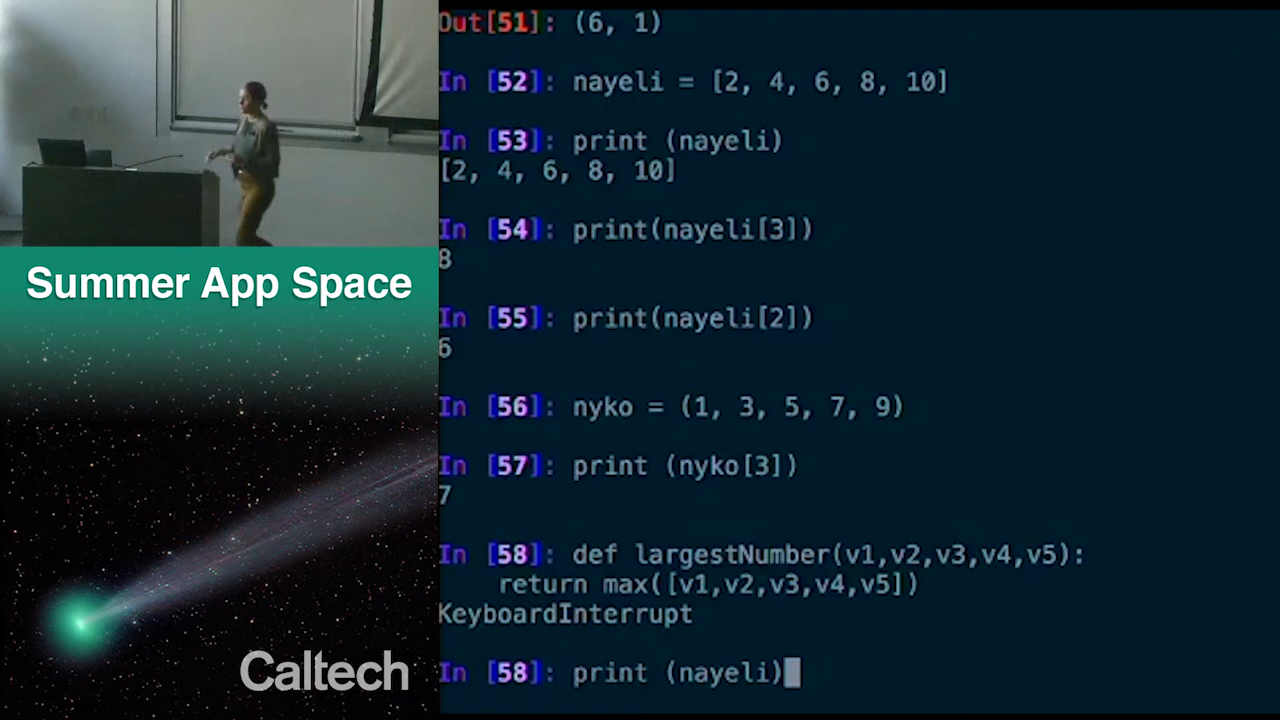 Out[51]: (6, 1)
In [52]: nayeli = [2, 4, 6, 8, 10]
In [53]: print (nayeli)
[2, 4, 6, 8, 10]
In [54]: print(nayeli[3])
8
In [55]: print(nayeli[2])
6
In [56]: nyko = (1, 3, 5, 7, 9)
In [57]: print (nyko[3])
7
In [58]: def largestNumber(v1,v2,v3,v4,v5):
return max([v1,v2,v3,v4,v5])
KeyboardInterrupt
In [58]: print (nayeli)
Summer App Space
Caltech